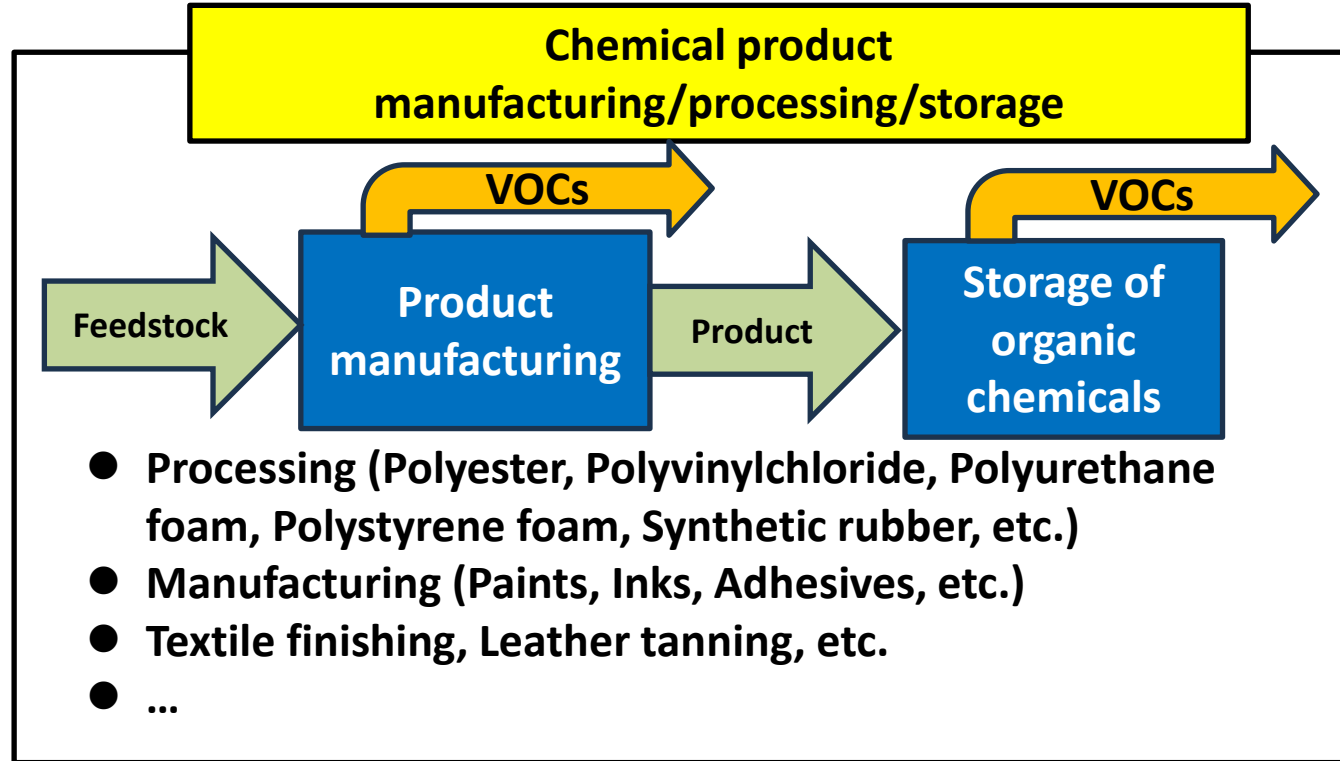 Chemical product
manufacturing/processing/storage
VOCs
VOCs
Feedstock
Product
manufacturing
Product
Storage of
organic
chemicals
● Processing (Polyester, Polyvinylchloride, Polyurethane
foam, Polystyrene foam, Synthetic rubber, etc.)
● Manufacturing (Paints, Inks, Adhesives, etc.)
● Textile finishing, Leather tanning, etc.
● ...